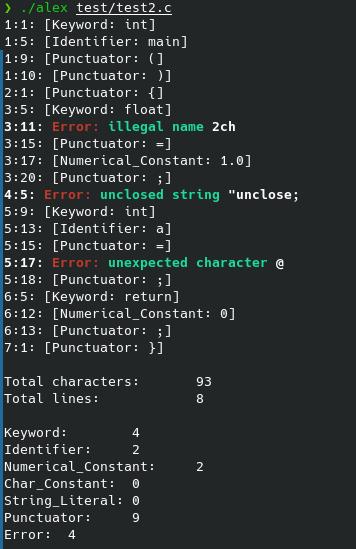 ❯ ./alex test/test2.c
1:1: [Keyword: int]
1:5: [Identifier: main]
1:9: [Punctuator: (]
1:10: [Punctuator: )]
2:1: [Punctuator: {]
3:5: [Keyword: float]
3:11: Error: illegal name 2ch
3:15: [Punctuator: =]
3:17: [Numerical_Constant: 1.0]
3:20: [Punctuator: ;]
4:5: Error: unclosed string "unclose;
5:9: [Keyword: int]
5:13: [Identifier: a]
5:15: [Punctuator: =]
5:17: Error: unexpected character @
5:18: [Punctuator: ;]
6:5: [Keyword: return]
6:12: [Numerical_Constant: 0]
6:13: [Punctuator: ;]
7:1: [Punctuator: }]
Total characters: 93
Total lines: 8
Keyword: 4
Identifier: 2
Numerical_Constant: 2
Char_Constant: 0
String_Literal: 0
Punctuator: 9
Error: 4